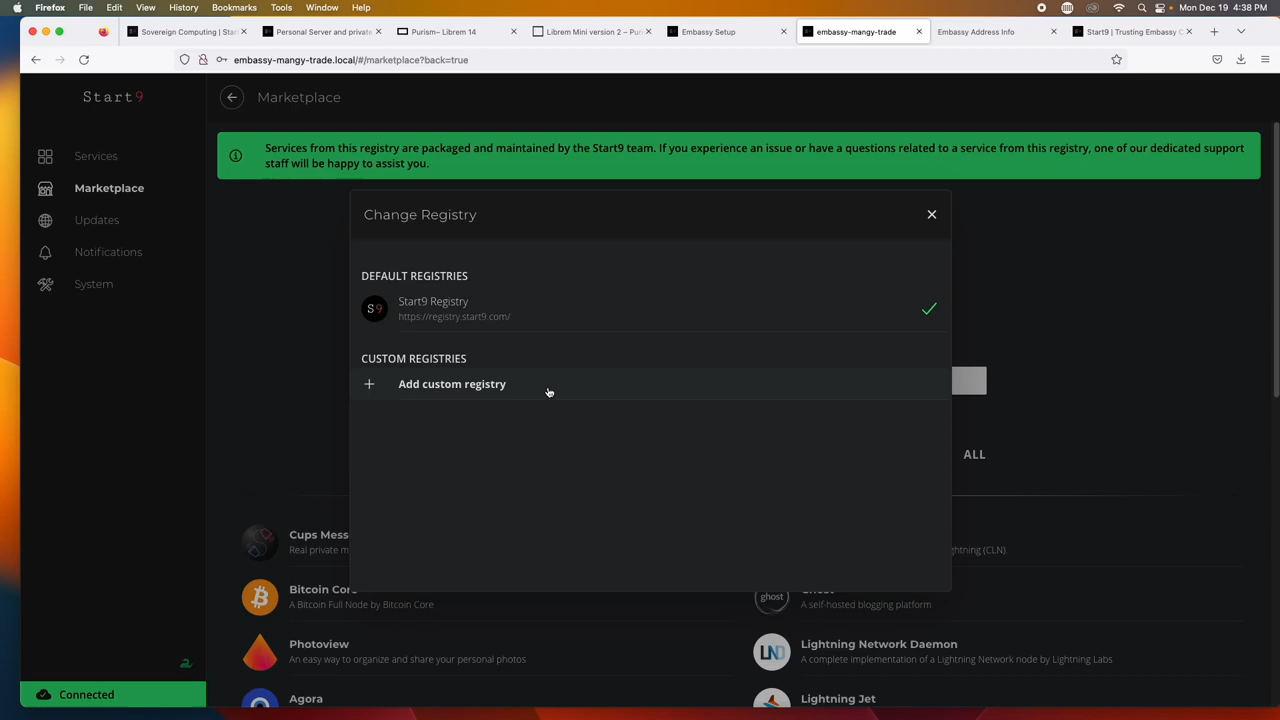 Firefox File Edit View History Bookmarks Tools Window Help Mon Dec 19 4:38 PM
Sovereign Computing | Star Personal Server and private Purism– Librem 14 Librem Mini version 2 – Puri Embassy Setup embassy-mangy-trade Embassy Address Info Start9 | Trusting Embassy C
embassy-mangy-trade.local/#/marketplace?back=true
Start9
Marketplace
Services from this registry are packaged and maintained by the Start9 team. If you experience an issue or have a questions related to a service from this registry, one of our dedicated support
staff will be happy to assist you.
Services
Marketplace
Updates
Notifications
System
Change Registry
DEFAULT REGISTRIES
S9
Start9 Registry
https://registry.start9.com/
CUSTOM REGISTRIES
Add custom registry
ALL
Cups Mess
Real private m
ghtning (CLN).
Bitcoin Core
A Bitcoin Full Node by Bitcoin Core
ghost
Ghost
A self-hosted blogging platform
Photoview
An easy way to organize and share your personal photos
LND
Lightning Network Daemon
A complete implementation of a Lightning Network node by Lightning Labs
Agora
Lightning Jet
Connected